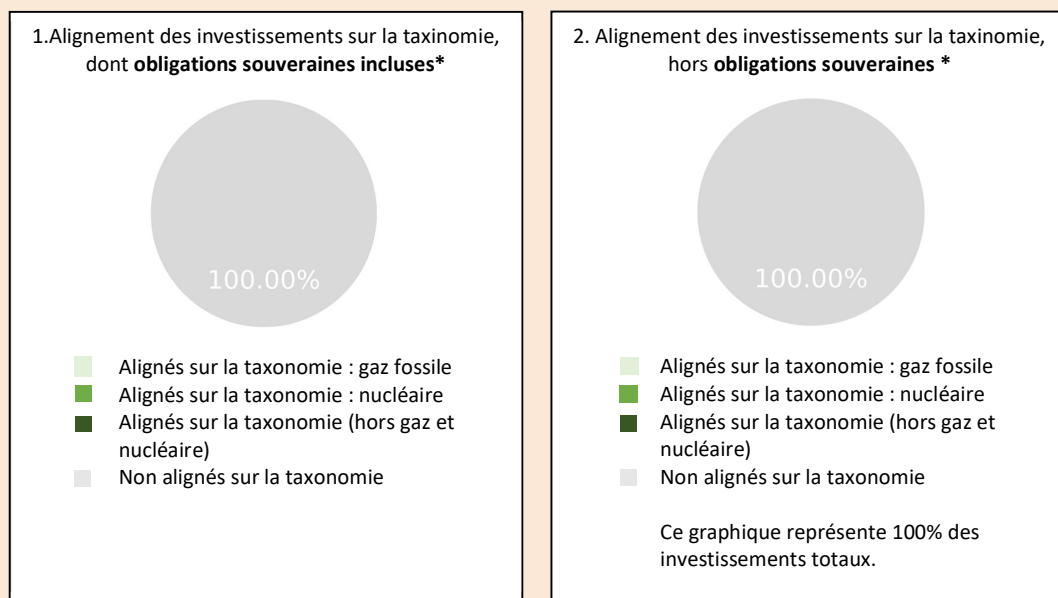 1.Alignement des investissements sur la taxinomie,
dont obligations souveraines incluses*
100.00%
Alignés sur la taxonomie : gaz fossile
Alignés sur la taxonomie : nucléaire
Alignés sur la taxonomie (hors gaz et
nucléaire)
Non alignés sur la taxonomie
2. Alignement des investissements sur la taxinomie,
hors obligations souveraines *
100.00%
Alignés sur la taxonomie : gaz fossile
Alignés sur la taxonomie : nucléaire
Alignés sur la taxonomie (hors gaz et
nucléaire)
Non alignés sur la taxonomie
Ce graphique représente 100% des
investissements totaux.